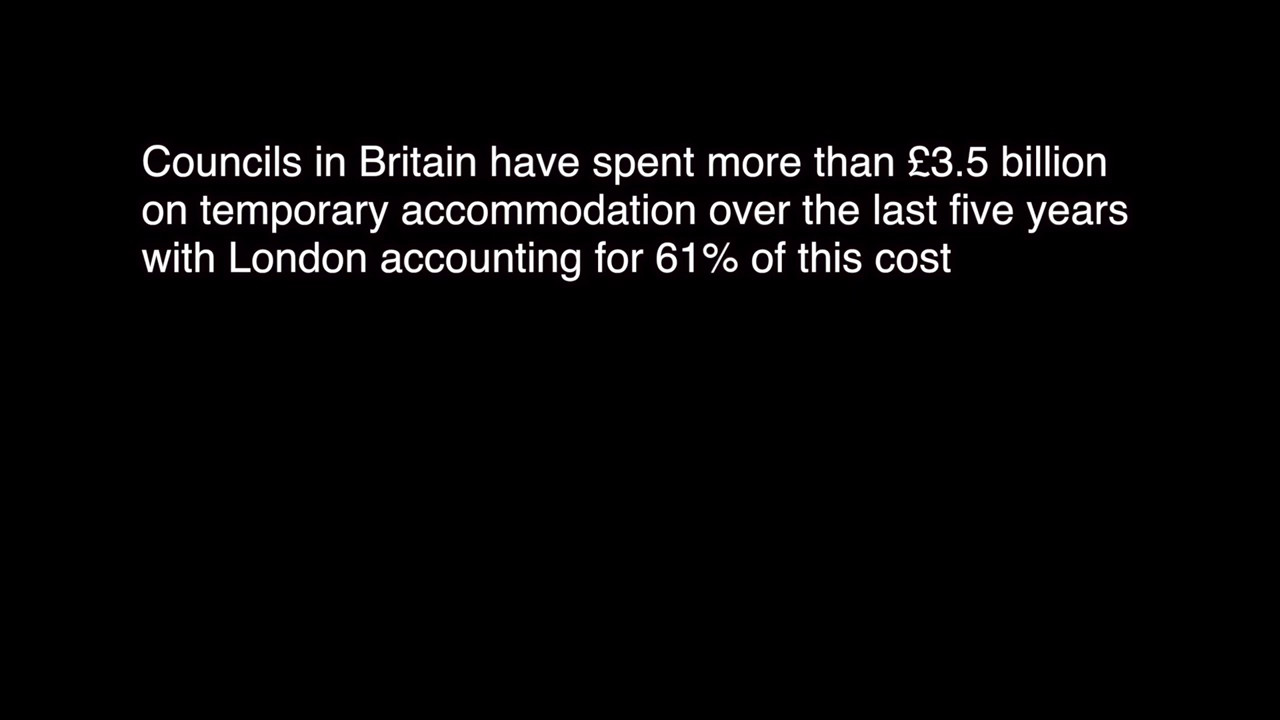 Councils in Britain have spent more than £3.5 billion
on temporary accommodation over the last five years
with London accounting for 61% of this cost